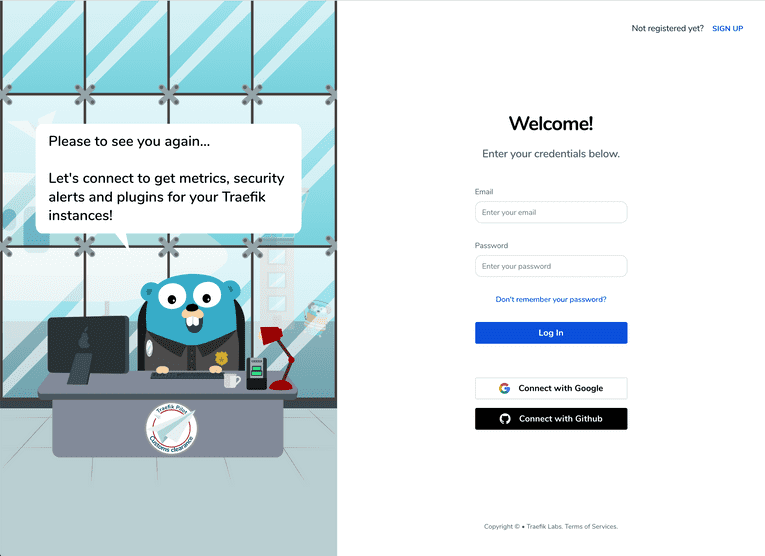 Not registered yet? SIGN UP
Please to see you again...
Let's connect to get metrics, security
alerts and plugins for your Traefik
instances!
Traefik Pilot
Customs clearance
Welcome!
Enter your credentials below.
Email
Enter your email
Password
Enter your password
Don't remember your password?
Log In
Connect with Google
Connect with Github
Copyright © • Traefik Labs. Terms of Services.